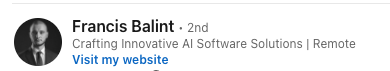 Francis Balint · 2nd
Crafting Innovative AI Software Solutions | Remote
Visit my website